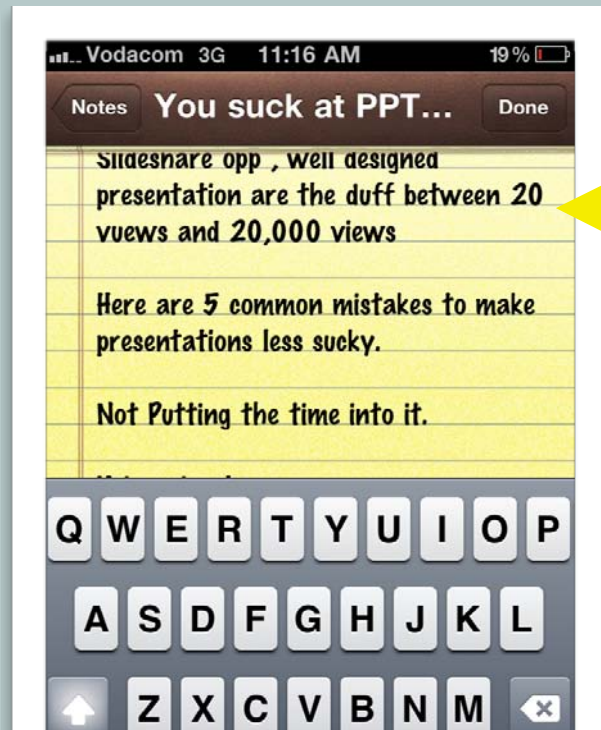 Vodacom 3G 11:16 AM 19%
Notes You suck at PPT... Done
Slideshare opp , well designed
presentation are the duff between 20
vuews and 20,000 views
Here are 5 common mistakes to make
presentations less sucky.
Not Putting the time into it.
Q W E R T Y U I O P
A S D F G H J K L
Z X C V B N M